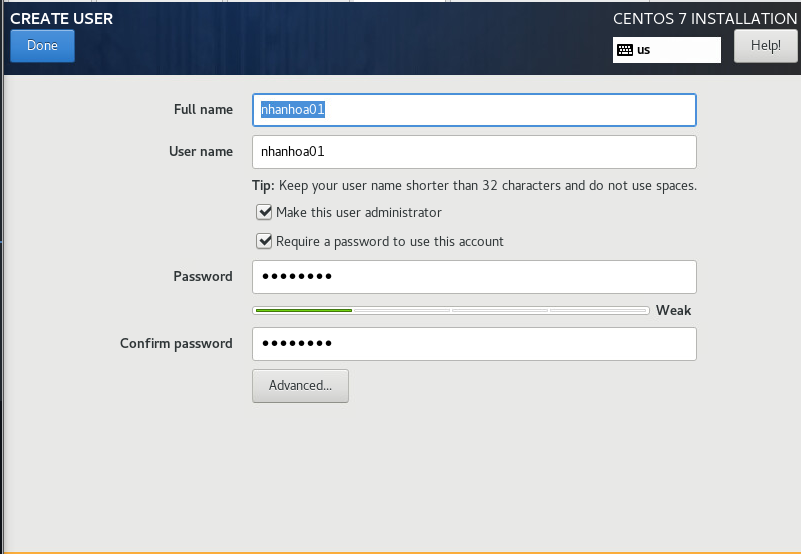 CREATE USER
CENTOS 7 INSTALLATION
Done
us
Help!
Full name
nhanhoa01
User name
nhanhoa01
Tip: Keep your user name shorter than 32 characters and do not use spaces.
Make this user administrator
Require a password to use this account
Password
●●●●●●●●
Weak
Confirm password
●●●●●●●●
Advanced...